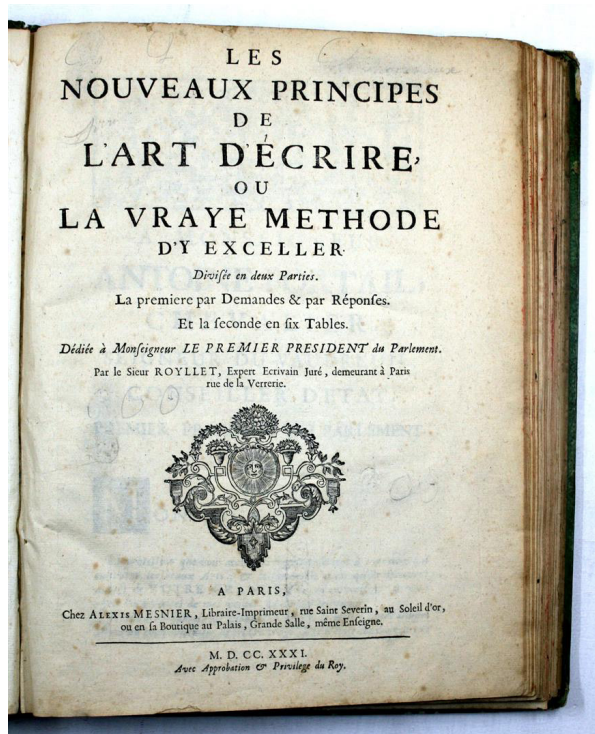 LES
NOUVEAUX PRINCIPES
DE
L'ART D'ÉCRIRE,
OU
LA VRAYE METHODE
D'Y EXCELLER.
Divisée en deux Parties.
La premiere par Demandes & par Réponses.
Et la seconde en six Tables.
Dédiée à Monseigneur LE PREMIER PRESIDENT du Parlement.
Par le Sieur ROYLLET, Expert Ecrivain Juré, demeurant à Paris
rue de la Verrerie.
A PARIS,
Chez ALEXIS MESNIER, Libraire-Imprimeur, rue Saint Severin, au Soleil d'or,
ou en sa Boutique au Palais, Grande Salle, même Enseigne.
M. D. CC. XXXI.
Avec Approbation & Privilege du Roy.